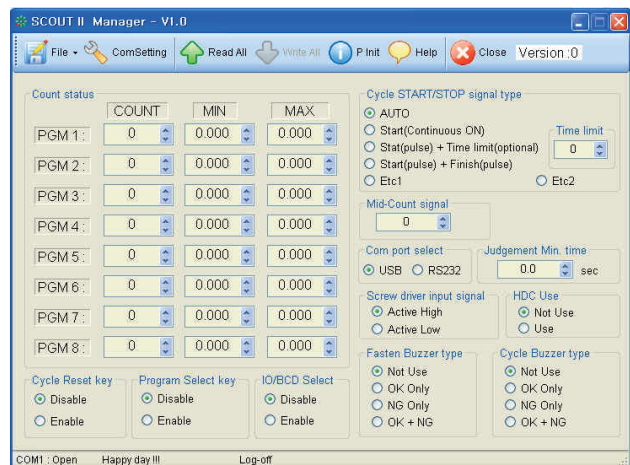 SCOUT II Manager - V1.0
File ComSetting Read All Write All P Init Help Close Version :0
Count status
COUNT MIN MAX
PGM 1 : 0 0.000 0.000
PGM 2 : 0 0.000 0.000
PGM 3 : 0 0.000 0.000
PGM 4 : 0 0.000 0.000
PGM 5 : 0 0.000 0.000
PGM 6 : 0 0.000 0.000
PGM 7 : 0 0.000 0.000
PGM 8 : 0 0.000 0.000
Cycle Reset key
Disable
Enable
Program Select key
Disable
Enable
IO/BCD Select
Disable
Enable
Cycle START/STOP signal type
AUTO
Start(Continuous ON)
Stat(pulse) + Time limit(optional)
Start(pulse) + Finish(pulse)
Etc1 Etc2
Time limit
0
Mid-Count signal
0
Com port select
USB RS232
Judgement Min. time
0.0 sec
Screw driver input signal
Active High
Active Low
HDC Use
Not Use
Use
Fasten Buzzer type
Not Use
OK Only
NG Only
OK + NG
Cycle Buzzer type
Not Use
OK Only
NG Only
OK + NG
COM1 : Open Happy day !!! Log-off